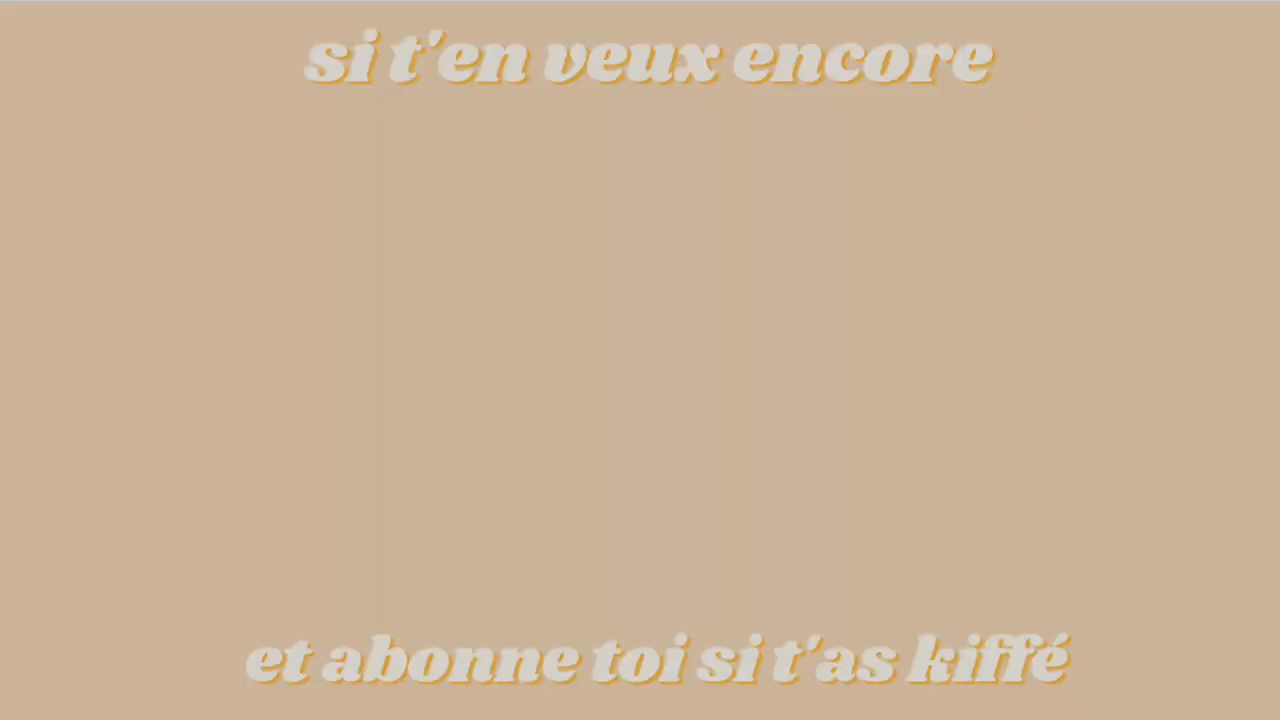 si t'en veux encore
et abonne toi si t'as kiffé